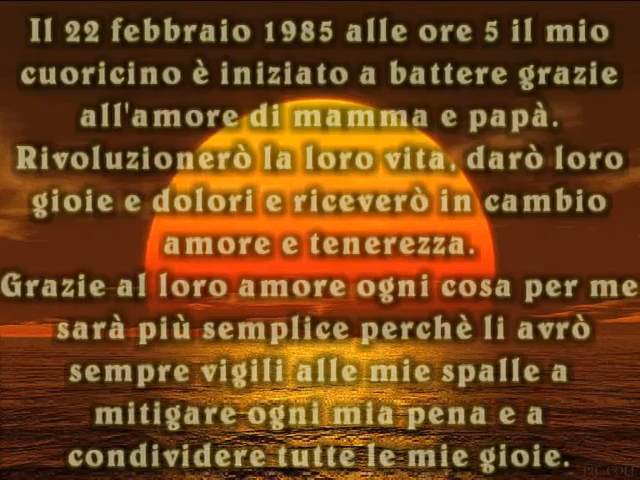 Il 22 febbraio 1985 alle ore 5 il mio
cuoricino è iniziato a battere grazie
all'amore di mamma e papà.
Rivoluzionerò la loro vita, darò loro
gioie e dolori e riceverò in cambio
amore e tenerezza.
Grazie al loro amore ogni cosa per me
sarà più semplice perchè li avrò
sempre vigili alle mie spalle a
mitigare ogni mia pena e a
condividere tutte le mie gioie.